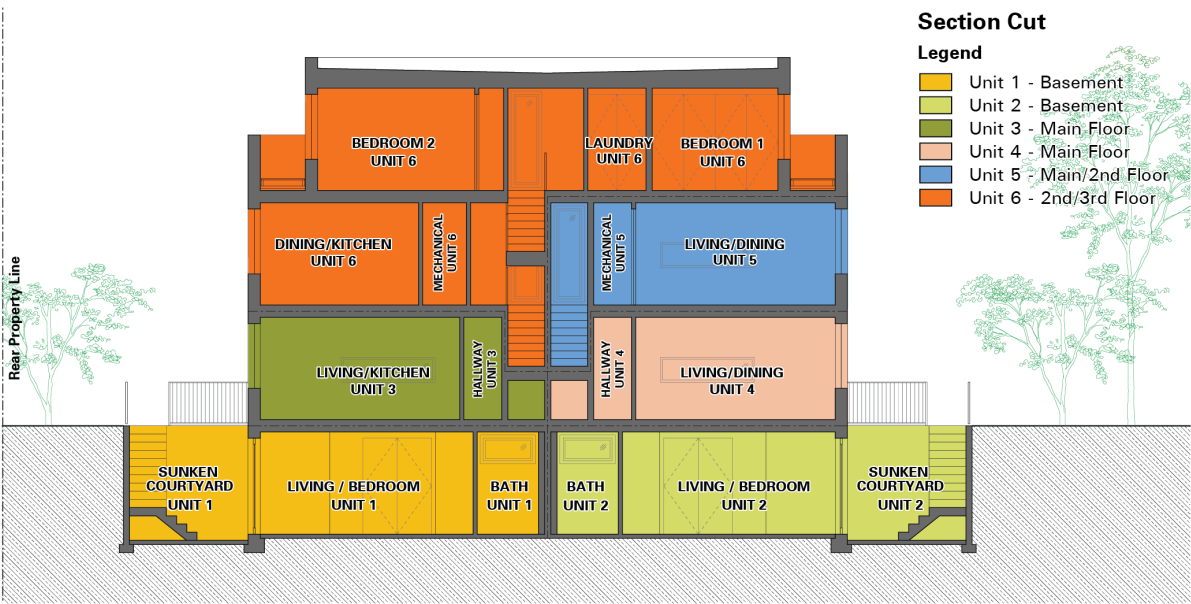 Section Cut
Legend
Unit 1 - Basement
Unit 2 - Basement
Unit 3 - Main Floor
Unit 4 - Main Floor
Unit 5 - Main/2nd Floor
Unit 6 - 2nd/3rd Floor
BEDROOM 2
UNIT 6
LAUNDRY
UNIT 6
BEDROOM 1
UNIT 6
DINING/KITCHEN
UNIT 6
MECHANICAL
UNIT 6
MECHANICAL
UNIT 5
LIVING/DINING
UNIT 5
Rear Property Line
LIVING/KITCHEN
UNIT 3
HALLWAY
UNIT 3
HALLWAY
UNIT 4
LIVING/DINING
UNIT 4
SUNKEN
COURTYARD
UNIT 1
LIVING / BEDROOM
UNIT 1
BATH
UNIT 1
BATH
UNIT 2
LIVING / BEDROOM
UNIT 2
SUNKEN
COURTYARD
UNIT 2